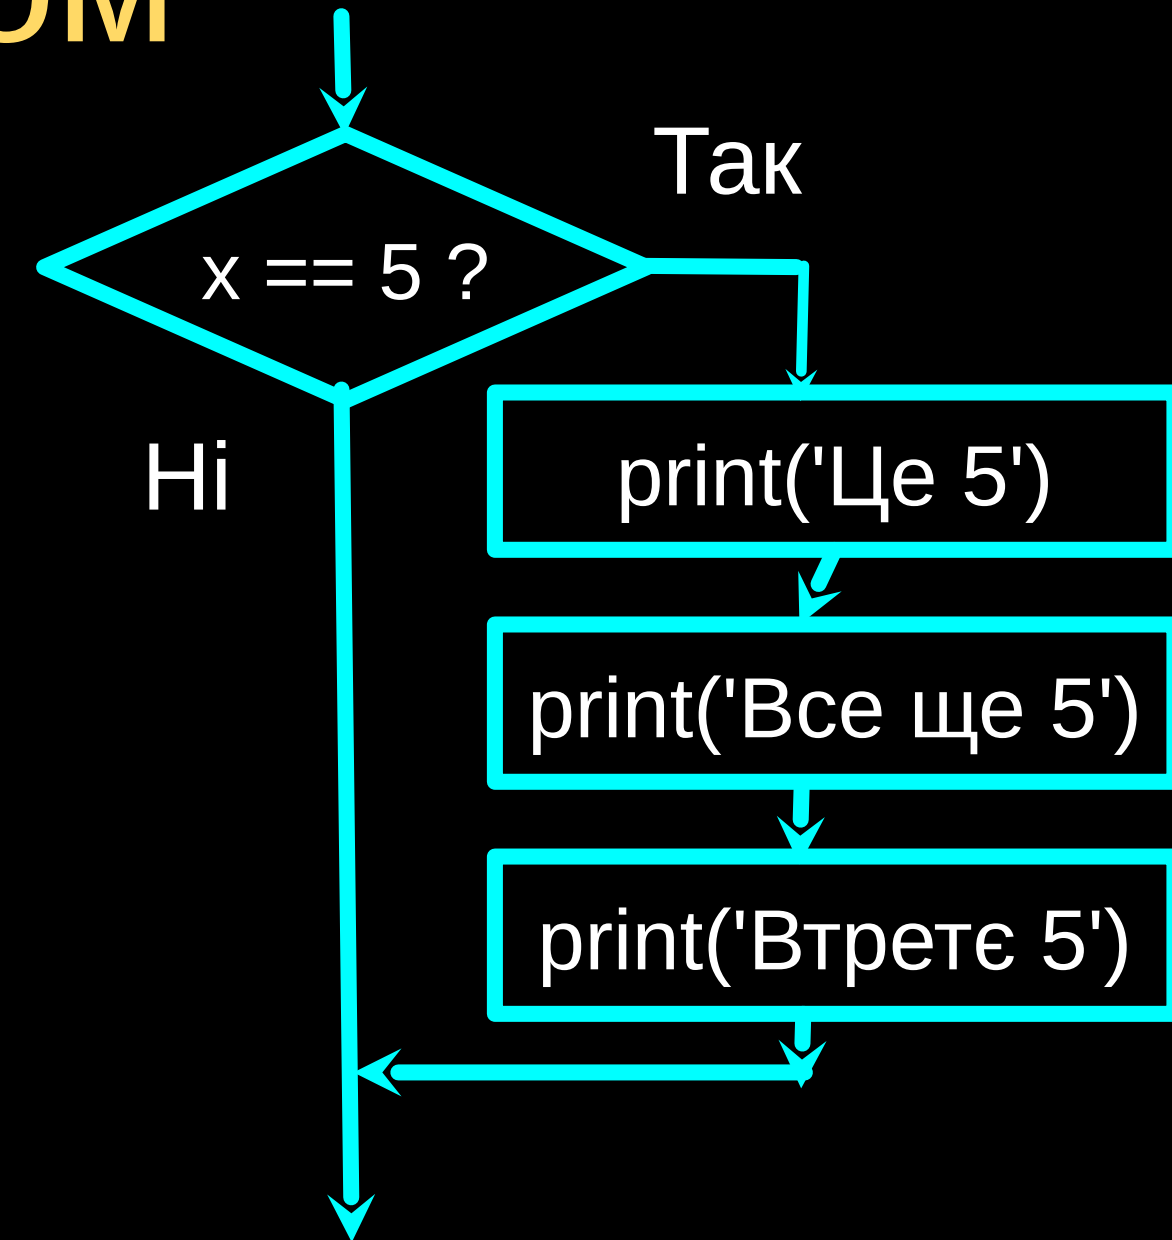 Так
x == 5 ?
Ні
print('Це 5')
print('Все ще 5')
print('Втретє 5')